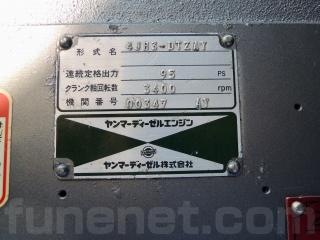 形式名 4JH3-DTZAY
連続定格出力 95 PS
クランク軸回転数 3400 rpm
機関番号 00347 AY
ヤンマーディーゼルエンジン
ヤンマーディーゼル株式会社
funenet.com